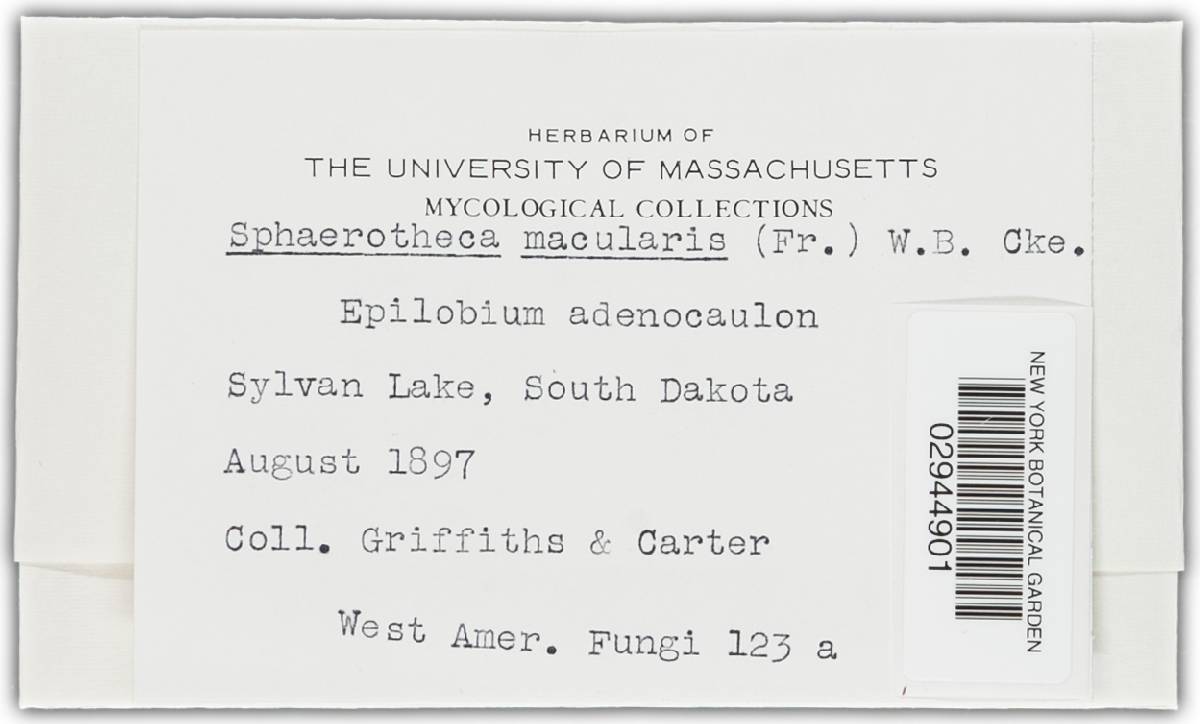 HERBARIUM OF
THE UNIVERSITY OF MASSACHUSETTS
MYCOLOGICAL COLLECTIONS
Sphaerotheca macularis (Fr.) W.B. Cke.
Epilobium adenocaulon
Sylvan Lake, South Dakota
August 1897
Coll. Griffiths & Carter
West Amer. Fungi 123 a
NEW YORK BOTANICAL GARDEN
02944901